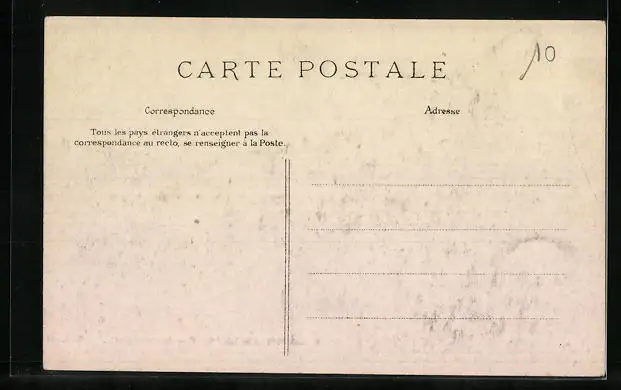 10
CARTE POSTALE
Correspondance
Adresse
Tous les pays étrangers n'acceptent pas la
correspondance au recto, se renseigner à la Poste.